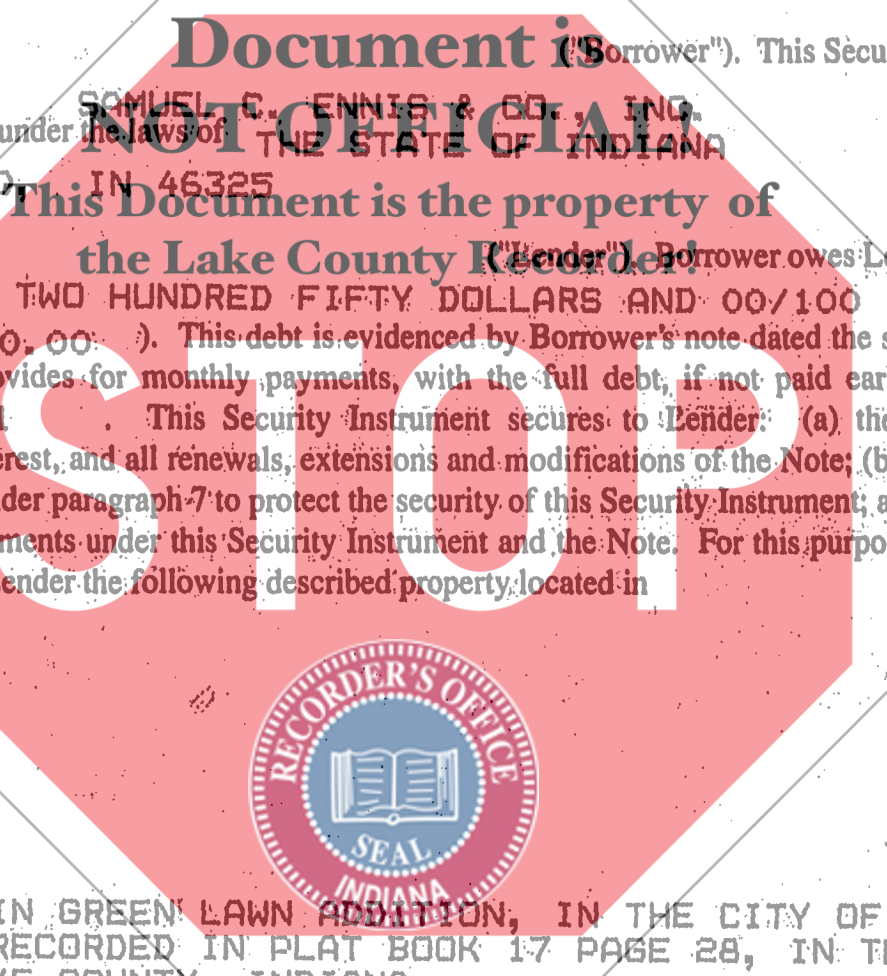 Document is
("Borrower"). This Secu
SAMUEL C. ENNIS & CO., INC.
NOT OFFICIAL!
under the laws of THE STATE OF INDIANA
IN 46325
This Document is the property of
the Lake County Recorder!
("Lender"). Borrower owes Le
TWO HUNDRED FIFTY DOLLARS AND 00/100
0.00 ). This debt is evidenced by Borrower's note dated the s
ovides for monthly payments, with the full debt, if not paid ear
. This Security Instrument secures to Lender: (a) the
erest, and all renewals, extensions and modifications of the Note; (b
der paragraph 7 to protect the security of this Security Instrument; a
ments under this Security Instrument and the Note. For this purpo
ender the following described property located in
STOP
RECORDER'S OFFICE
SEAL
INDIANA
IN GREEN LAWN ADDITION, IN THE CITY OF
RECORDED IN PLAT BOOK 17 PAGE 28, IN TH
COUNTY, INDIANA